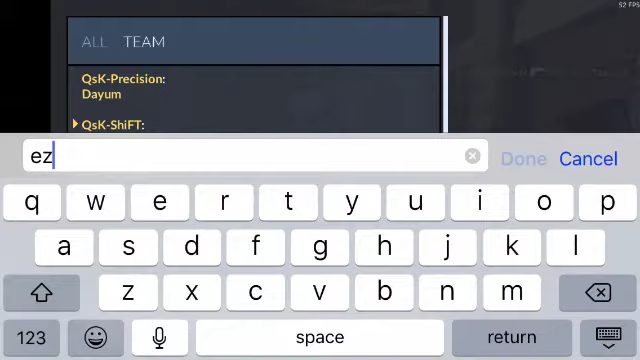 52 FPS
ALL TEAM
QsK-Precision:
Dayum
QsK-ShiFT:
ez
Done Cancel
q w e r t y u i o p
a s d f g h j k l
z x c v b n m
123 space return